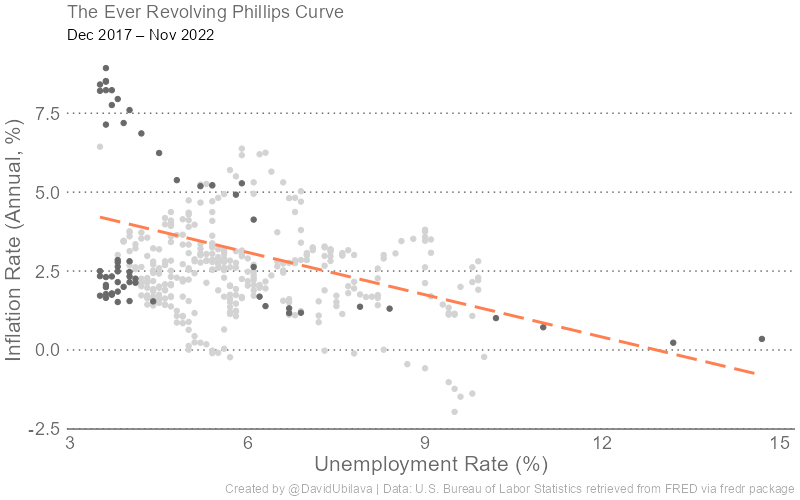 The Ever Revolving Phillips Curve
Dec 2017 – Nov 2022
Inflation Rate (Annual, %)
7.5
5.0
2.5
0.0
-2.5
3 6 9 12 15
Unemployment Rate (%)
Created by @DavidUbilava | Data: U.S. Bureau of Labor Statistics retrieved from FRED via fredr package